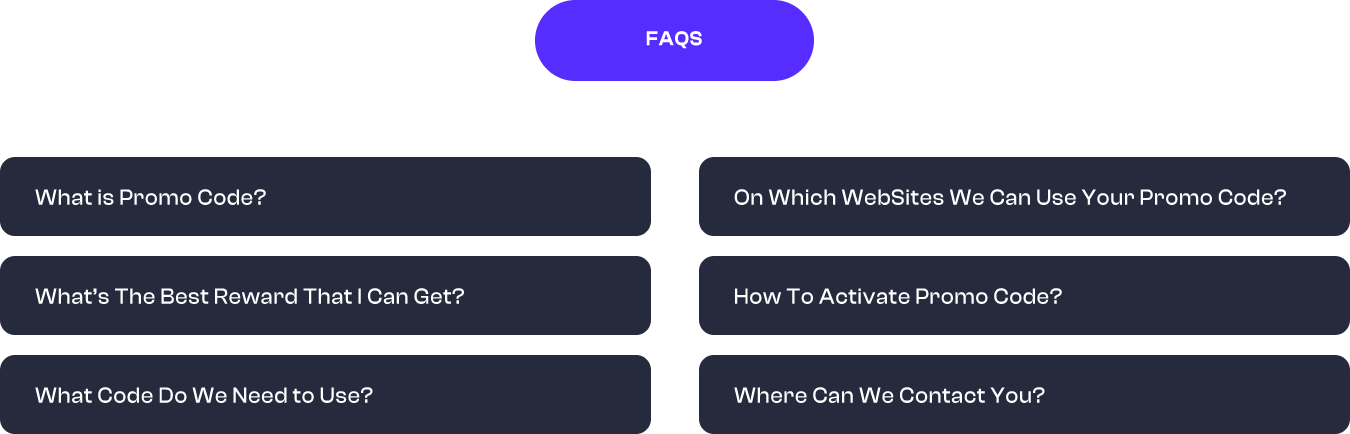 FAQS
What is Promo Code?
On Which WebSites We Can Use Your Promo Code?
What’s The Best Reward That I Can Get?
How To Activate Promo Code?
What Code Do We Need to Use?
Where Can We Contact You?